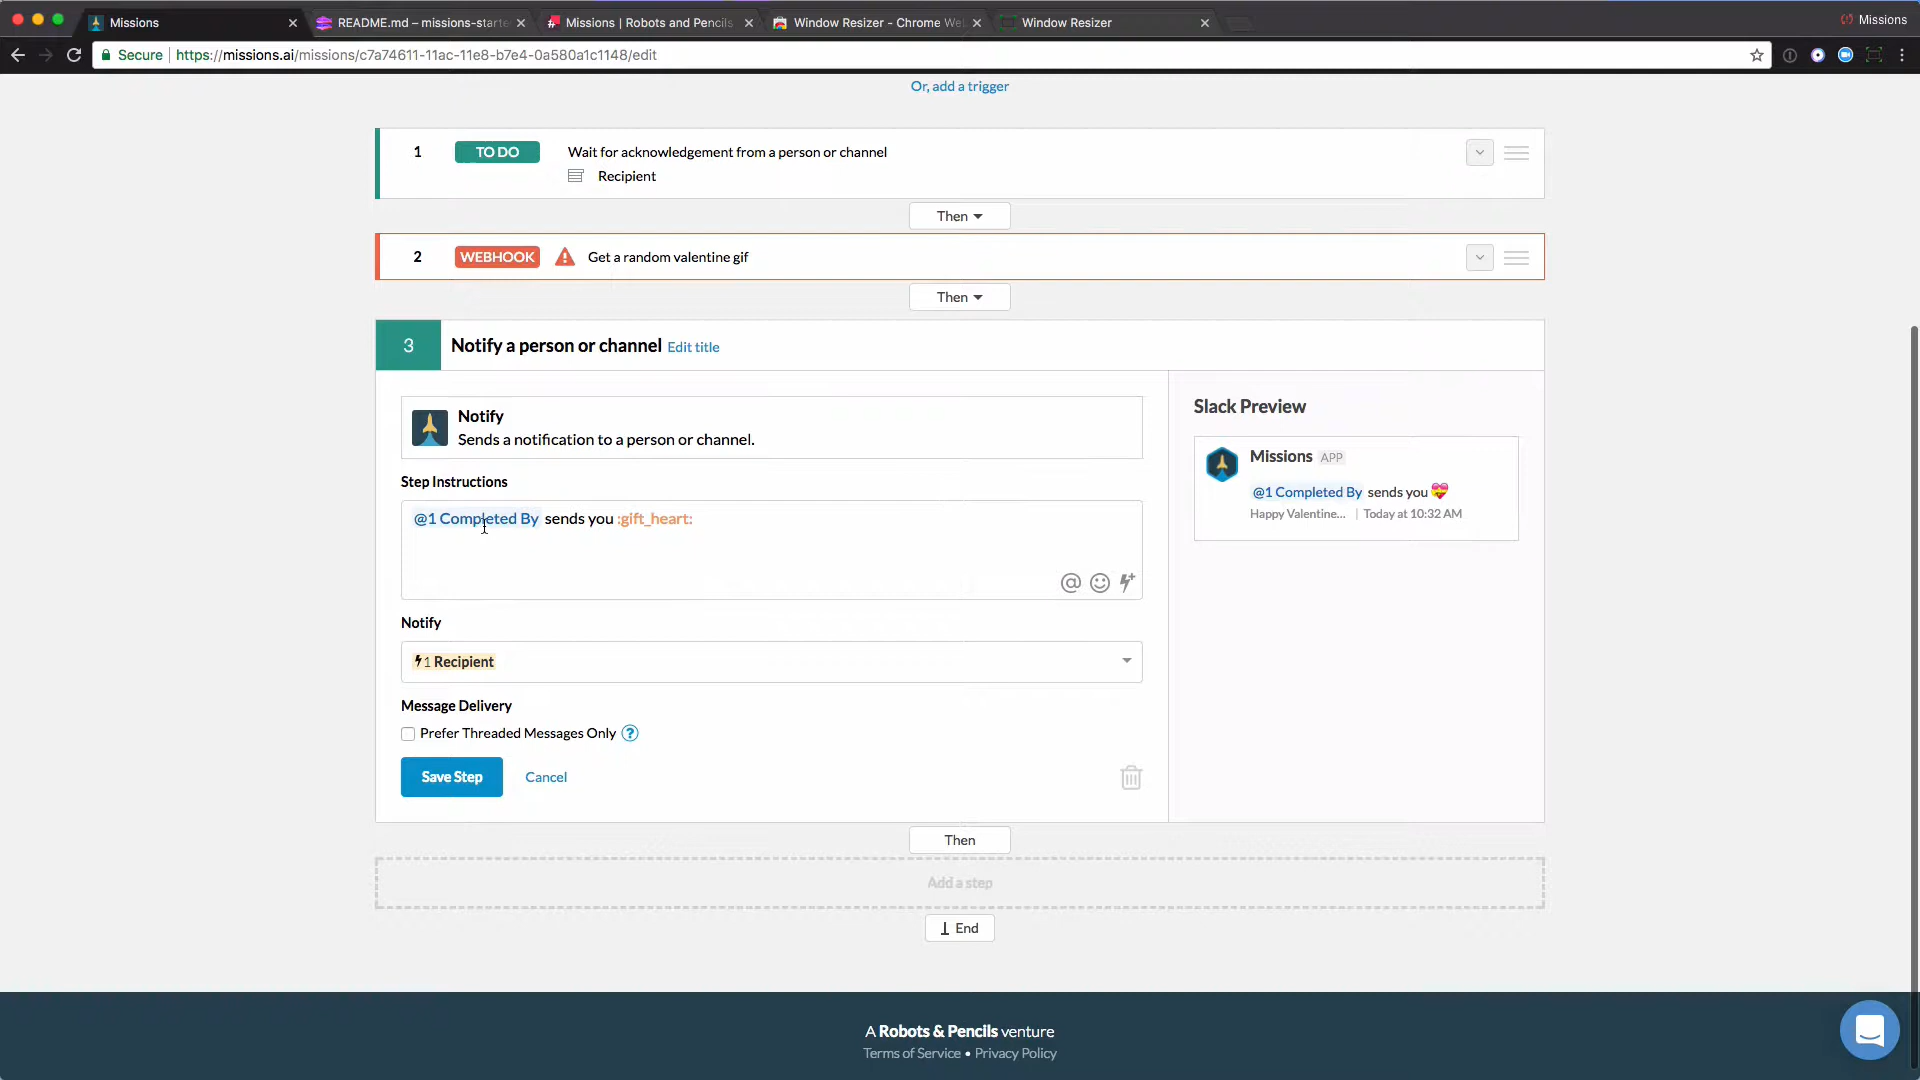 Missions
README.md – missions-starte
Missions | Robots and Pencils
Window Resizer - Chrome We
Window Resizer
Missions
Secure
https://missions.ai/missions/c7a74611-11ac-11e8-b7e4-0a580a1c1148/edit
Or, add a trigger
1
TO DO
Wait for acknowledgement from a person or channel
Recipient
Then
2
WEBHOOK
Get a random valentine gif
Then
3
Notify a person or channel Edit title
Notify
Sends a notification to a person or channel.
Step Instructions
@1 Completed By sends you :gift_heart:
Notify
1 Recipient
Message Delivery
Prefer Threaded Messages Only ?
Save Step
Cancel
Slack Preview
Missions APP
@1 Completed By sends you
Happy Valentine... | Today at 10:32 AM
Then
Add a step
End
A Robots & Pencils venture
Terms of Service • Privacy Policy